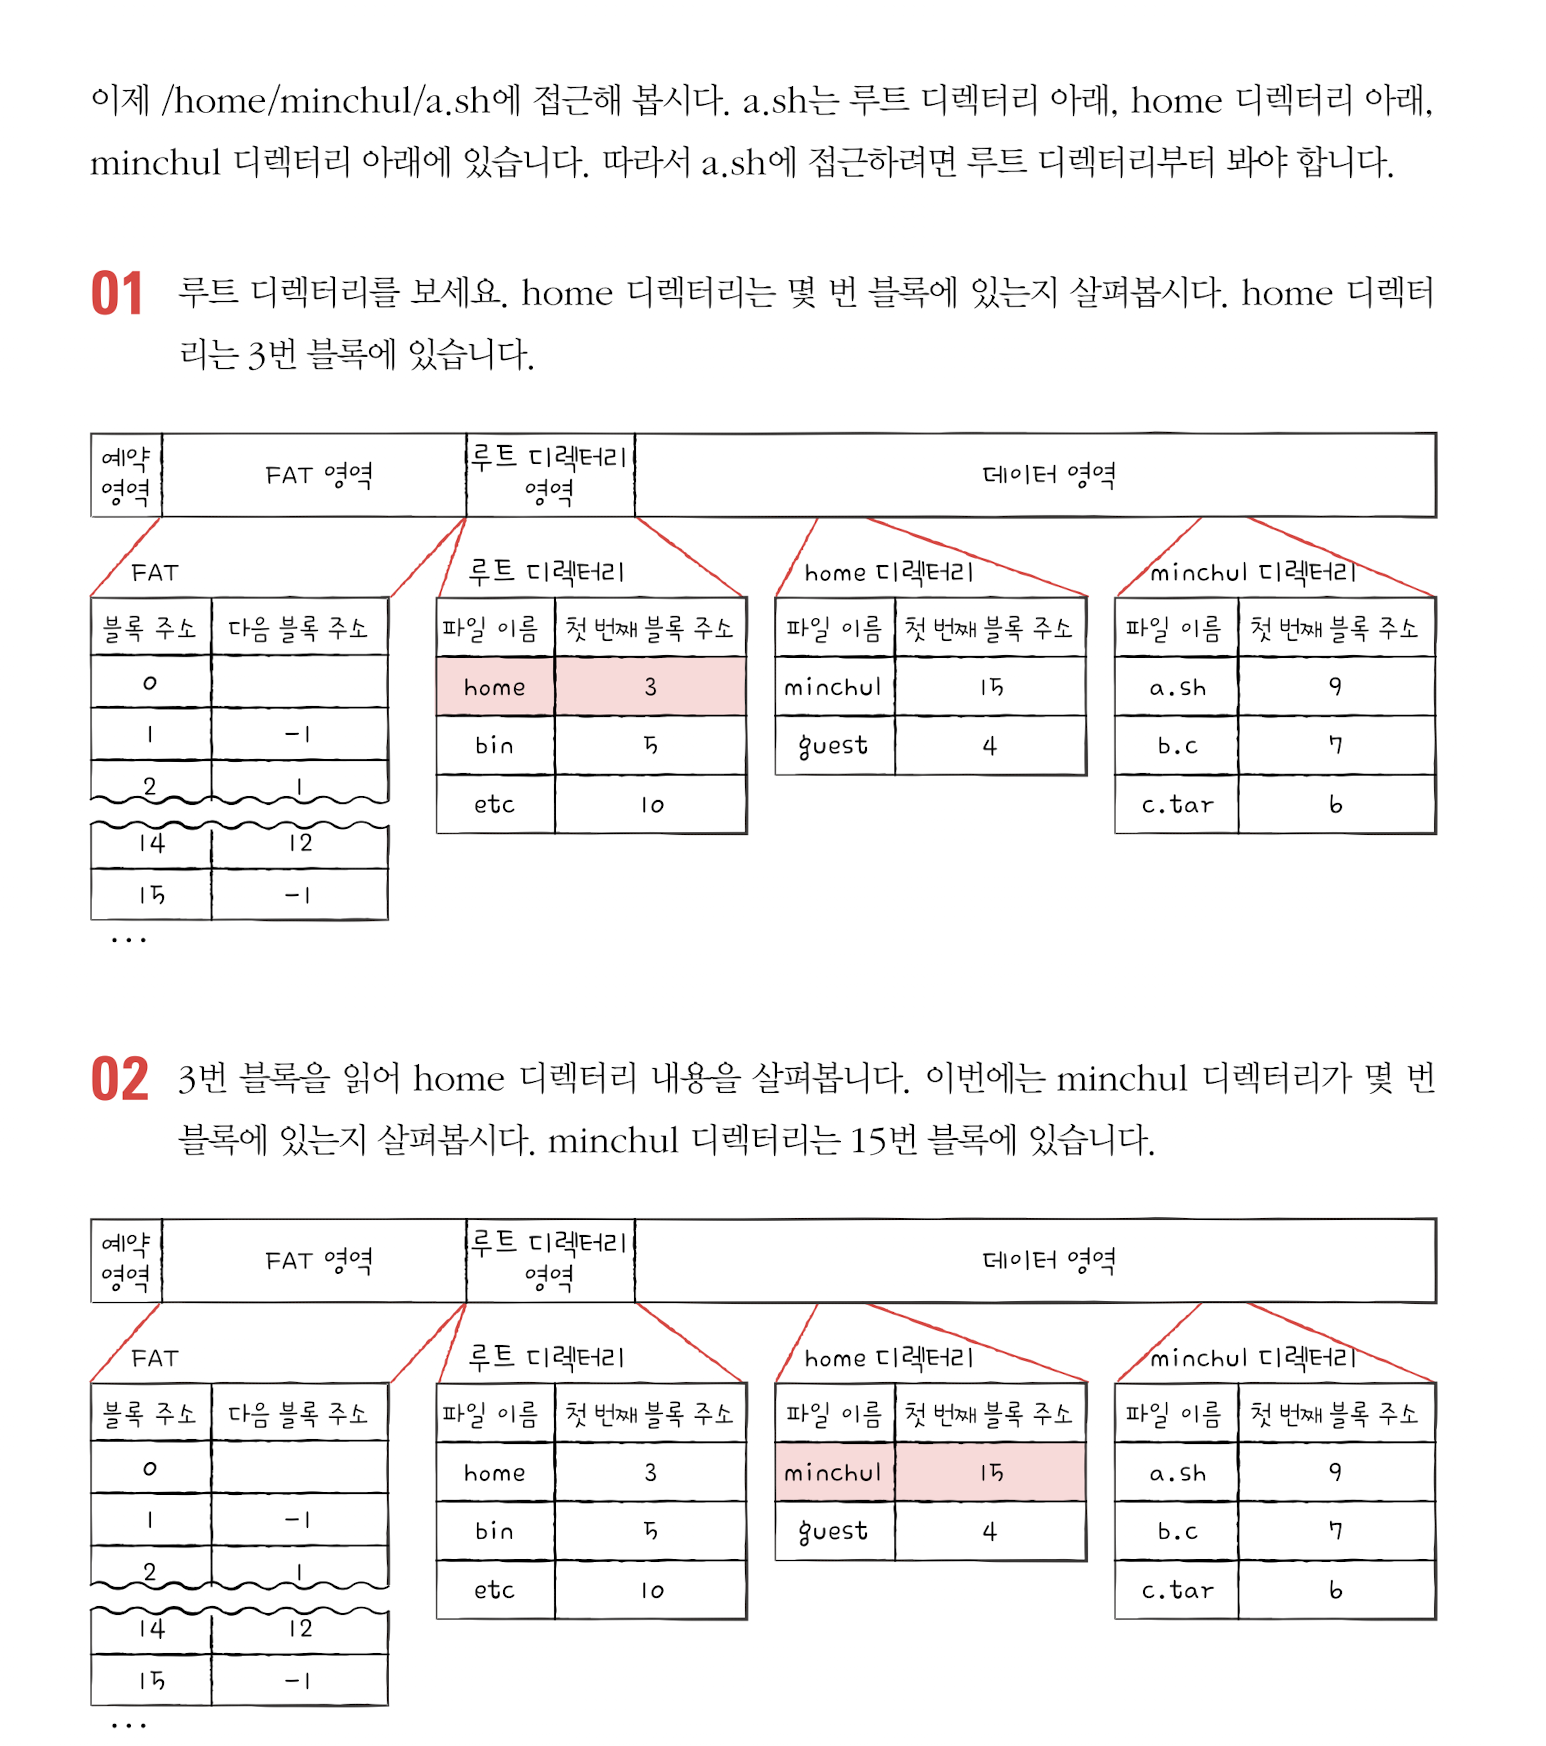 이제 /home/minchul/a.sh에 접근해 봅시다. a.sh는 루트 디렉터리 아래, home 디렉터리 아래,
minchul 디렉터리 아래에 있습니다. 따라서 a.sh에 접근하려면 루트 디렉터리부터 봐야 합니다.
01 루트 디렉터리를 보세요. home 디렉터리는 몇 번 블록에 있는지 살펴봅시다. home 디렉터
리는 3번 블록에 있습니다.
예약 영역 FAT 영역 루트 디렉터리 영역 데이터 영역
FAT 루트 디렉터리 home 디렉터리 minchul 디렉터리
블록 주소 다음 블록 주소 파일 이름 첫 번째 블록 주소 파일 이름 첫 번째 블록 주소 파일 이름 첫 번째 블록 주소
0 home 3 minchul 15 a.sh 9
1 -1 bin 5 guest 4 b.c 7
2 1 etc 10 c.tar 6
14 12
15 -1
...
02 3번 블록을 읽어 home 디렉터리 내용을 살펴봅니다. 이번에는 minchul 디렉터리가 몇 번
블록에 있는지 살펴봅시다. minchul 디렉터리는 15번 블록에 있습니다.
예약 영역 FAT 영역 루트 디렉터리 영역 데이터 영역
FAT 루트 디렉터리 home 디렉터리 minchul 디렉터리
블록 주소 다음 블록 주소 파일 이름 첫 번째 블록 주소 파일 이름 첫 번째 블록 주소 파일 이름 첫 번째 블록 주소
0 home 3 minchul 15 a.sh 9
1 -1 bin 5 guest 4 b.c 7
2 1 etc 10 c.tar 6
14 12
15 -1
...